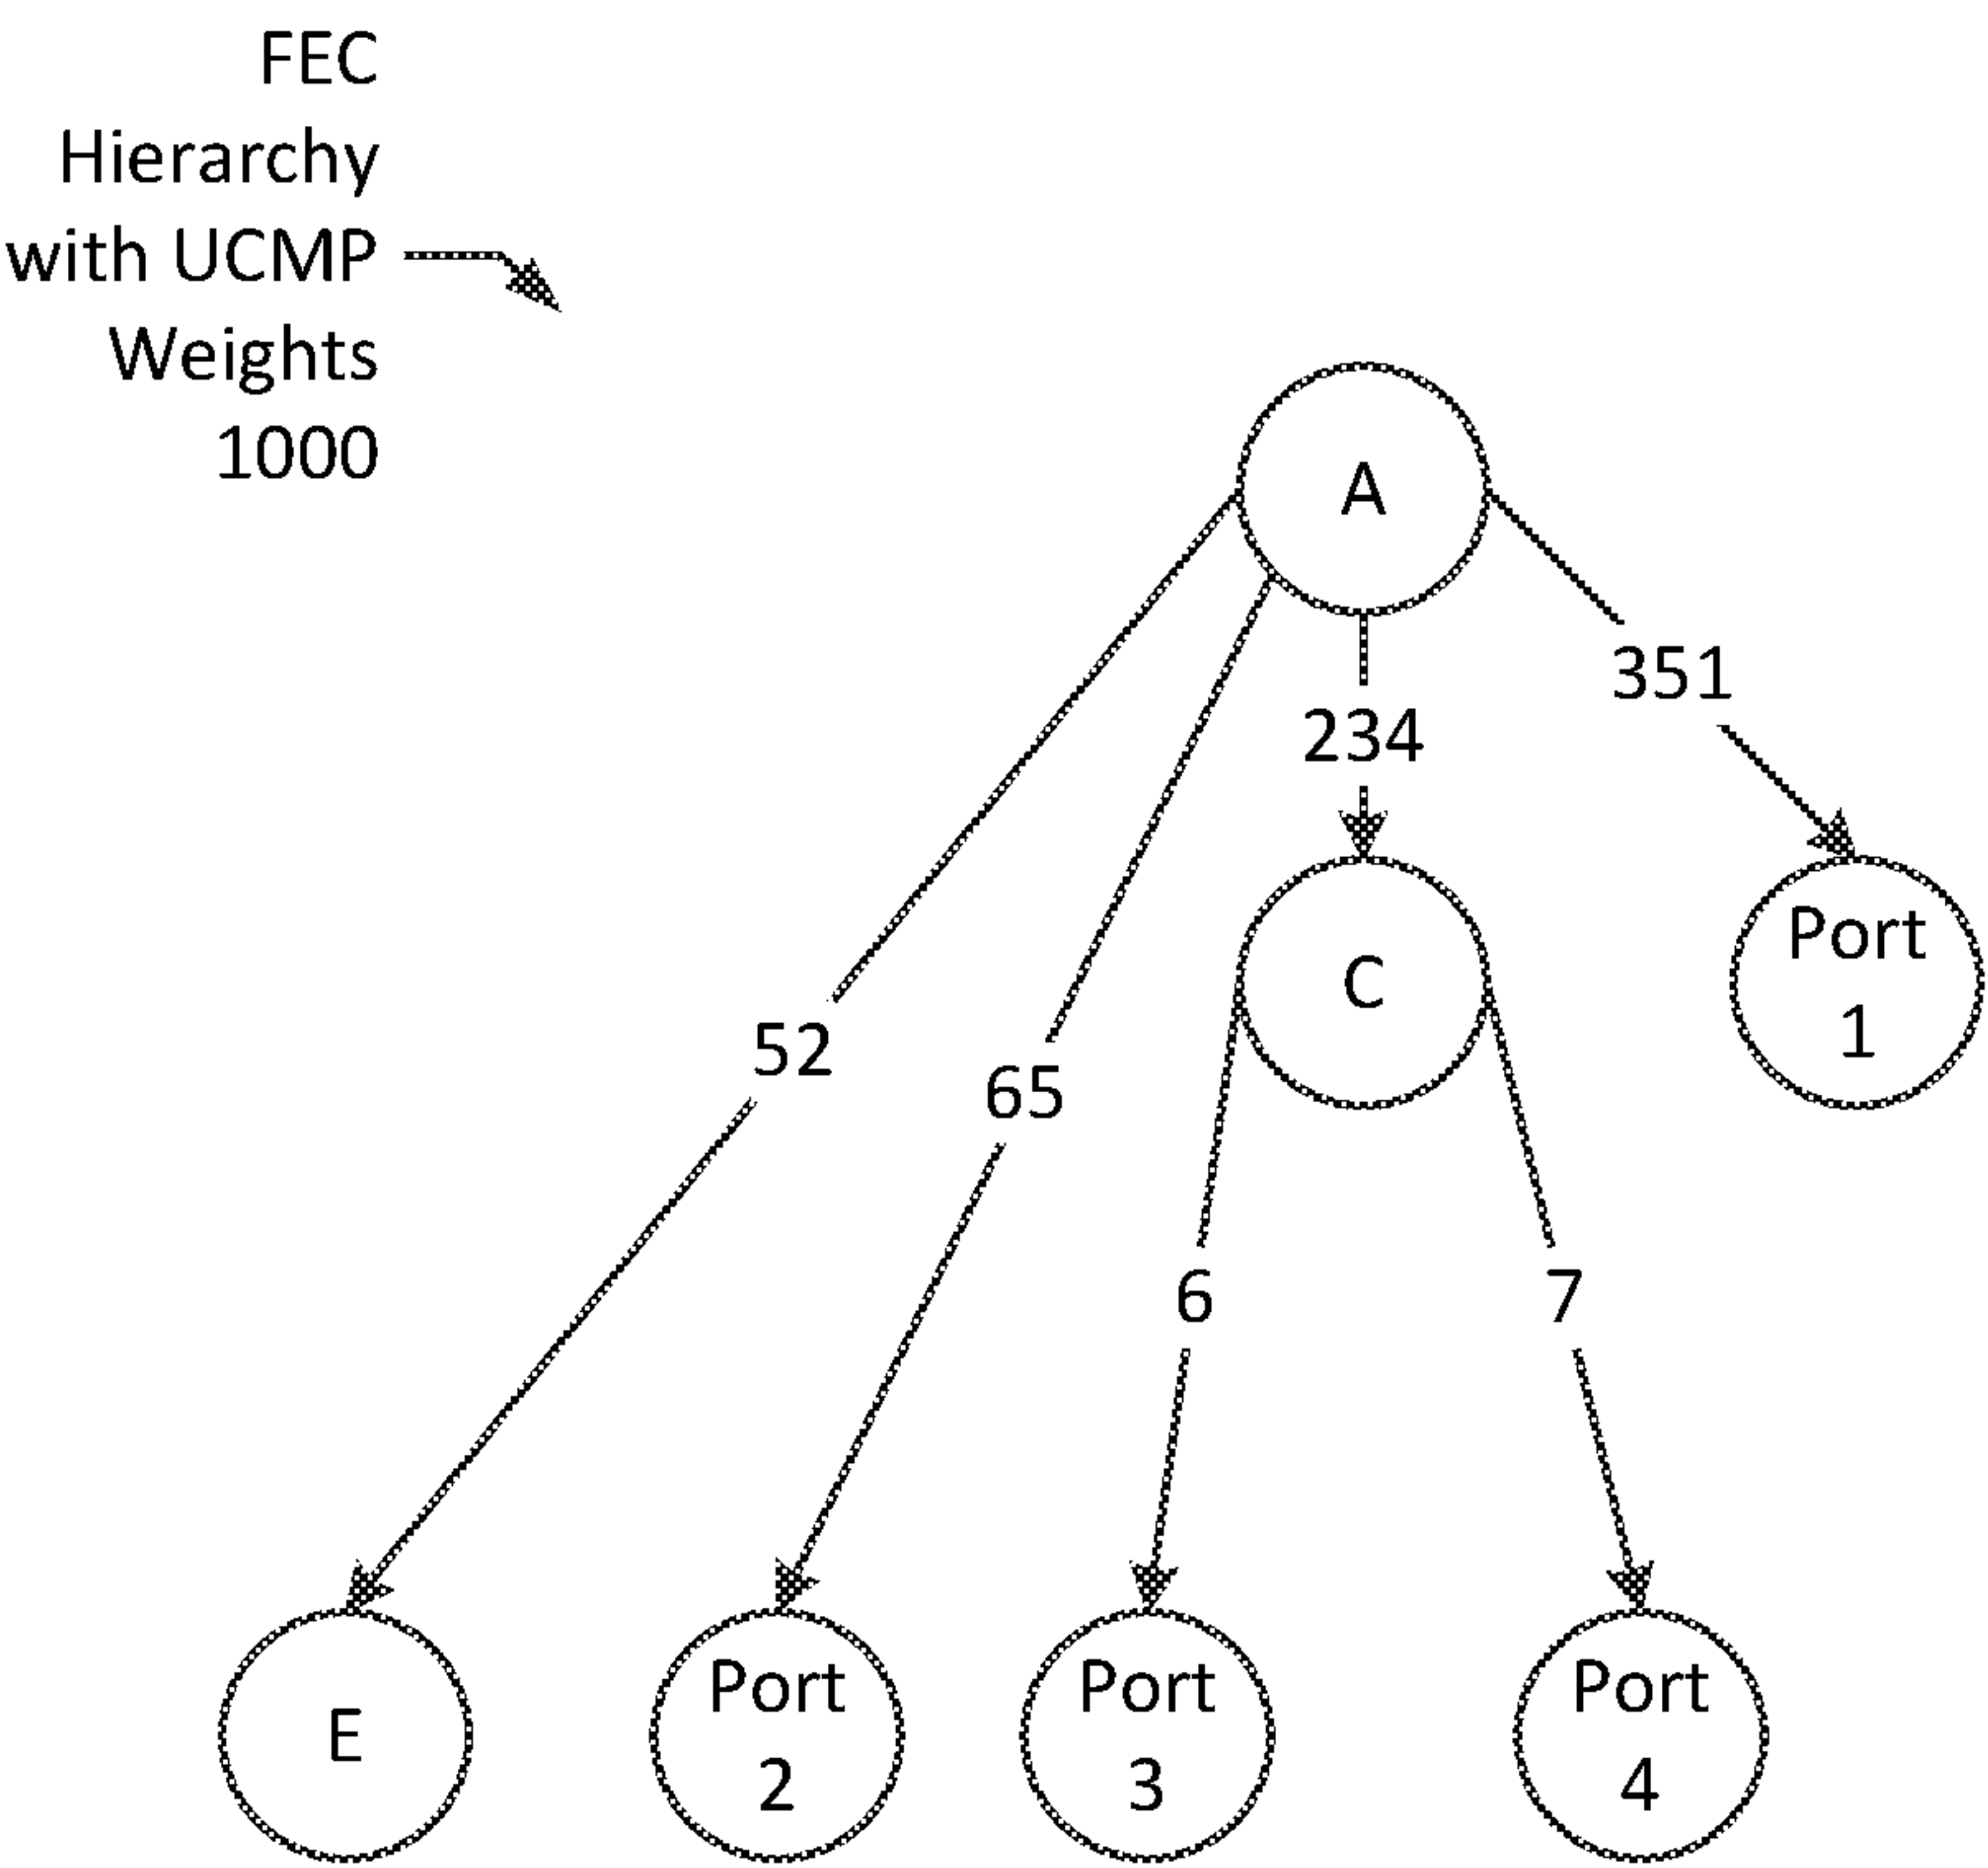 FEC
Hierarchy
with UCMP
Weights
1000
A
351
234
C
Port
1
52
65
6
7
E
Port
2
Port
3
Port
4